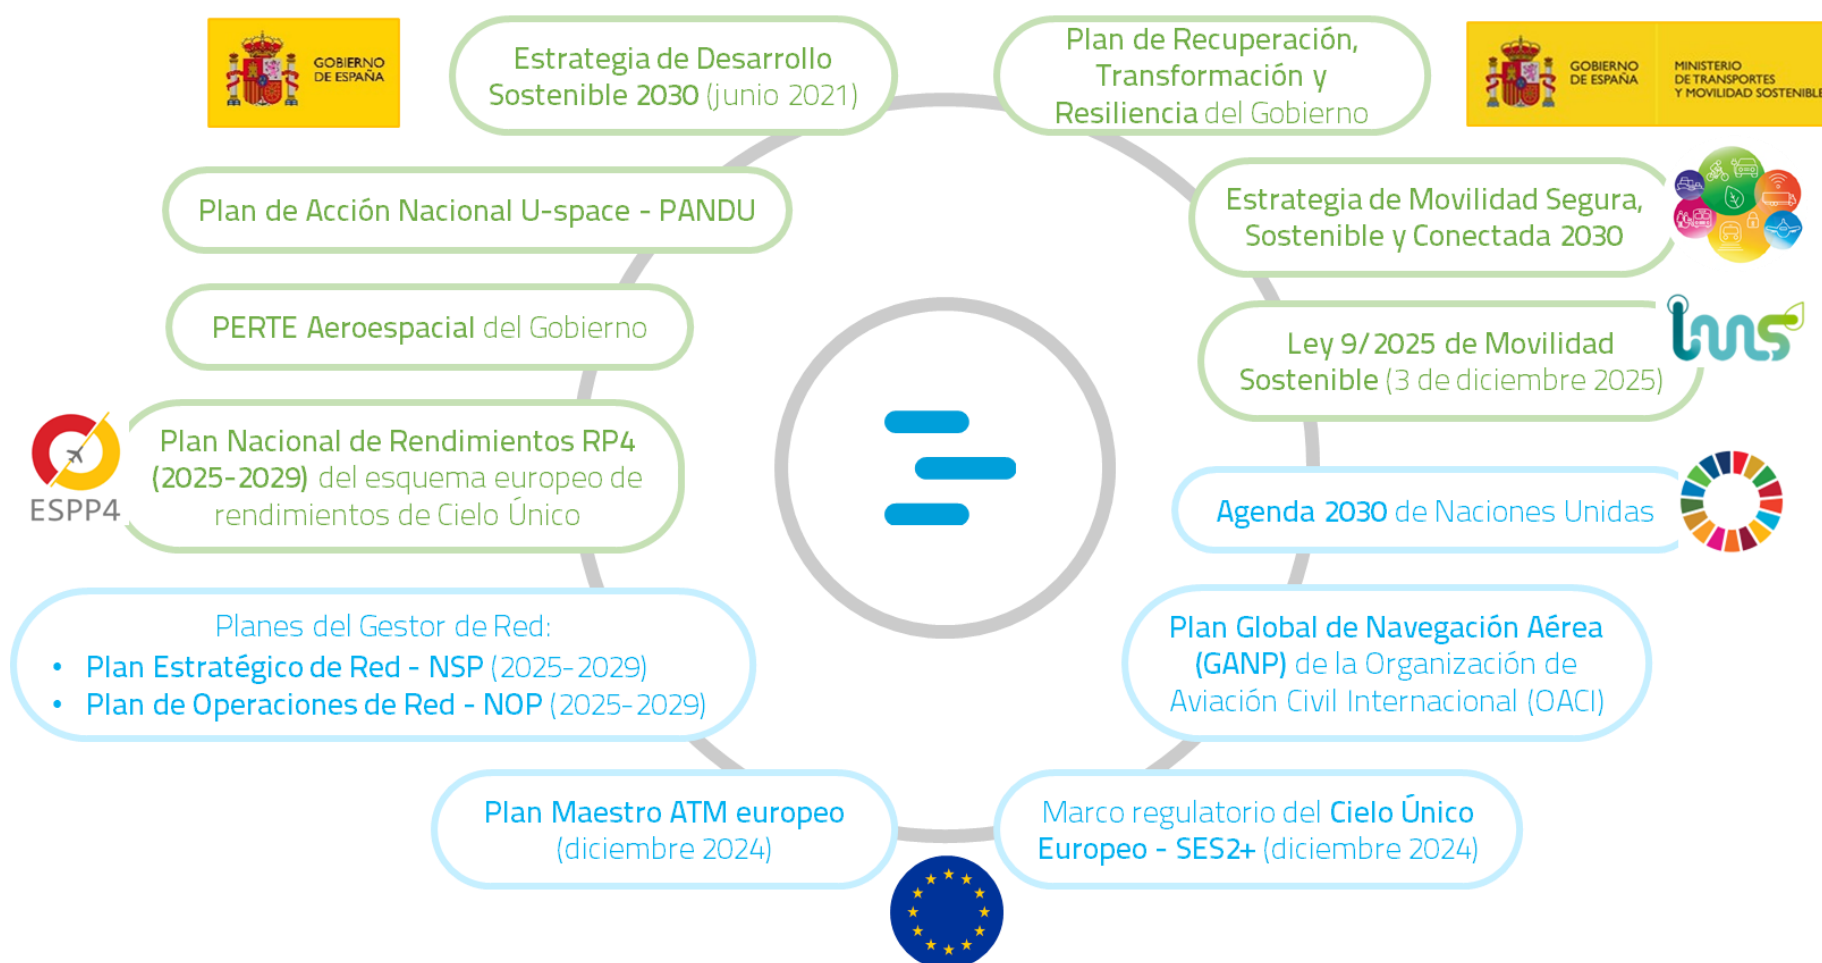 GOBIERNO
DE ESPAÑA
Estrategia de Desarrollo
Sostenible 2030 (junio 2021)
Plan de Recuperación,
Transformación y
Resiliencia del Gobierno
GOBIERNO
DE ESPAÑA
MINISTERIO
DE TRANSPORTES
Y MOVILIDAD SOSTENIBLE
Plan de Acción Nacional U-space - PANDU
Estrategia de Movilidad Segura,
Sostenible y Conectada 2030
PERTE Aeroespacial del Gobierno
Ley 9/2025 de Movilidad
Sostenible (3 de diciembre 2025)
lms
ESPP4
Plan Nacional de Rendimientos RP4
(2025-2029) del esquema europeo de
rendimientos de Cielo Único
Agenda 2030 de Naciones Unidas
Planes del Gestor de Red:
• Plan Estratégico de Red - NSP (2025-2029)
• Plan de Operaciones de Red - NOP (2025-2029)
Plan Global de Navegación Aérea
(GANP) de la Organización de
Aviación Civil Internacional (OACI)
Plan Maestro ATM europeo
(diciembre 2024)
Marco regulatorio del Cielo Único
Europeo - SES2+ (diciembre 2024)